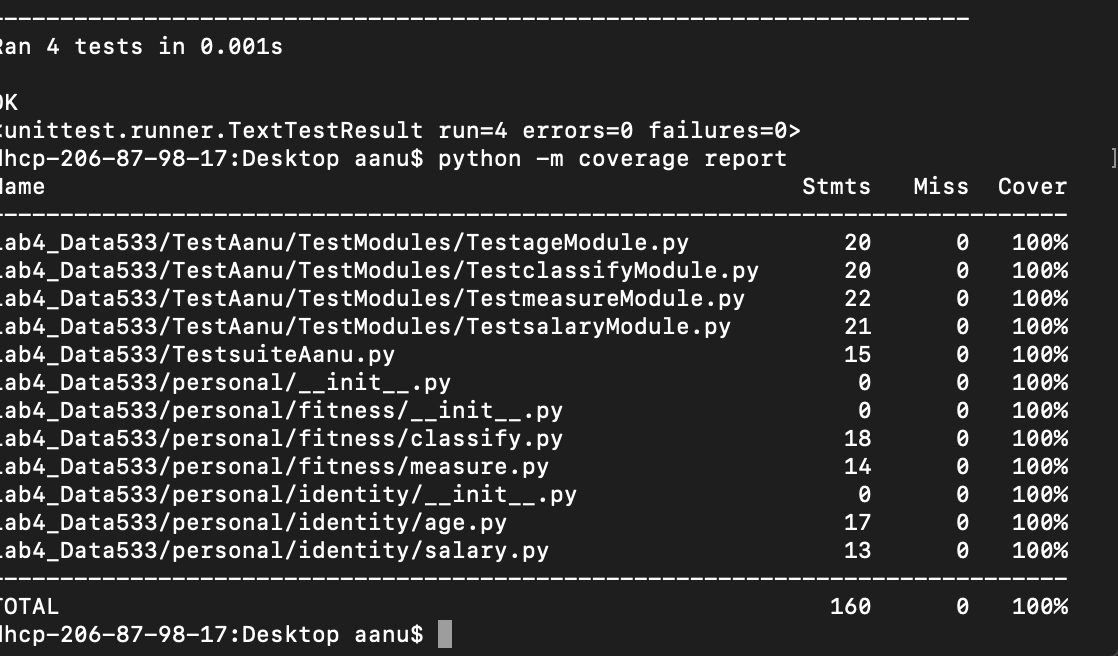 --------------------------------------------------------------------
Ran 4 tests in 0.001s
OK
<unittest.runner.TextTestResult run=4 errors=0 failures=0>
dhcp-206-87-98-17:Desktop aanu$ python -m coverage report ]
Name Stmts Miss Cover
----------------------------------------------------------------------------
Lab4_Data533/TestAanu/TestModules/TestageModule.py 20 0 100%
Lab4_Data533/TestAanu/TestModules/TestclassifyModule.py 20 0 100%
Lab4_Data533/TestAanu/TestModules/TestmeasureModule.py 22 0 100%
Lab4_Data533/TestAanu/TestModules/TestsalaryModule.py 21 0 100%
Lab4_Data533/TestsuiteAanu.py 15 0 100%
Lab4_Data533/personal/__init__.py 0 0 100%
Lab4_Data533/personal/fitness/__init__.py 0 0 100%
Lab4_Data533/personal/fitness/classify.py 18 0 100%
Lab4_Data533/personal/fitness/measure.py 14 0 100%
Lab4_Data533/personal/identity/__init__.py 0 0 100%
Lab4_Data533/personal/identity/age.py 17 0 100%
Lab4_Data533/personal/identity/salary.py 13 0 100%
----------------------------------------------------------------------------
TOTAL 160 0 100%
dhcp-206-87-98-17:Desktop aanu$